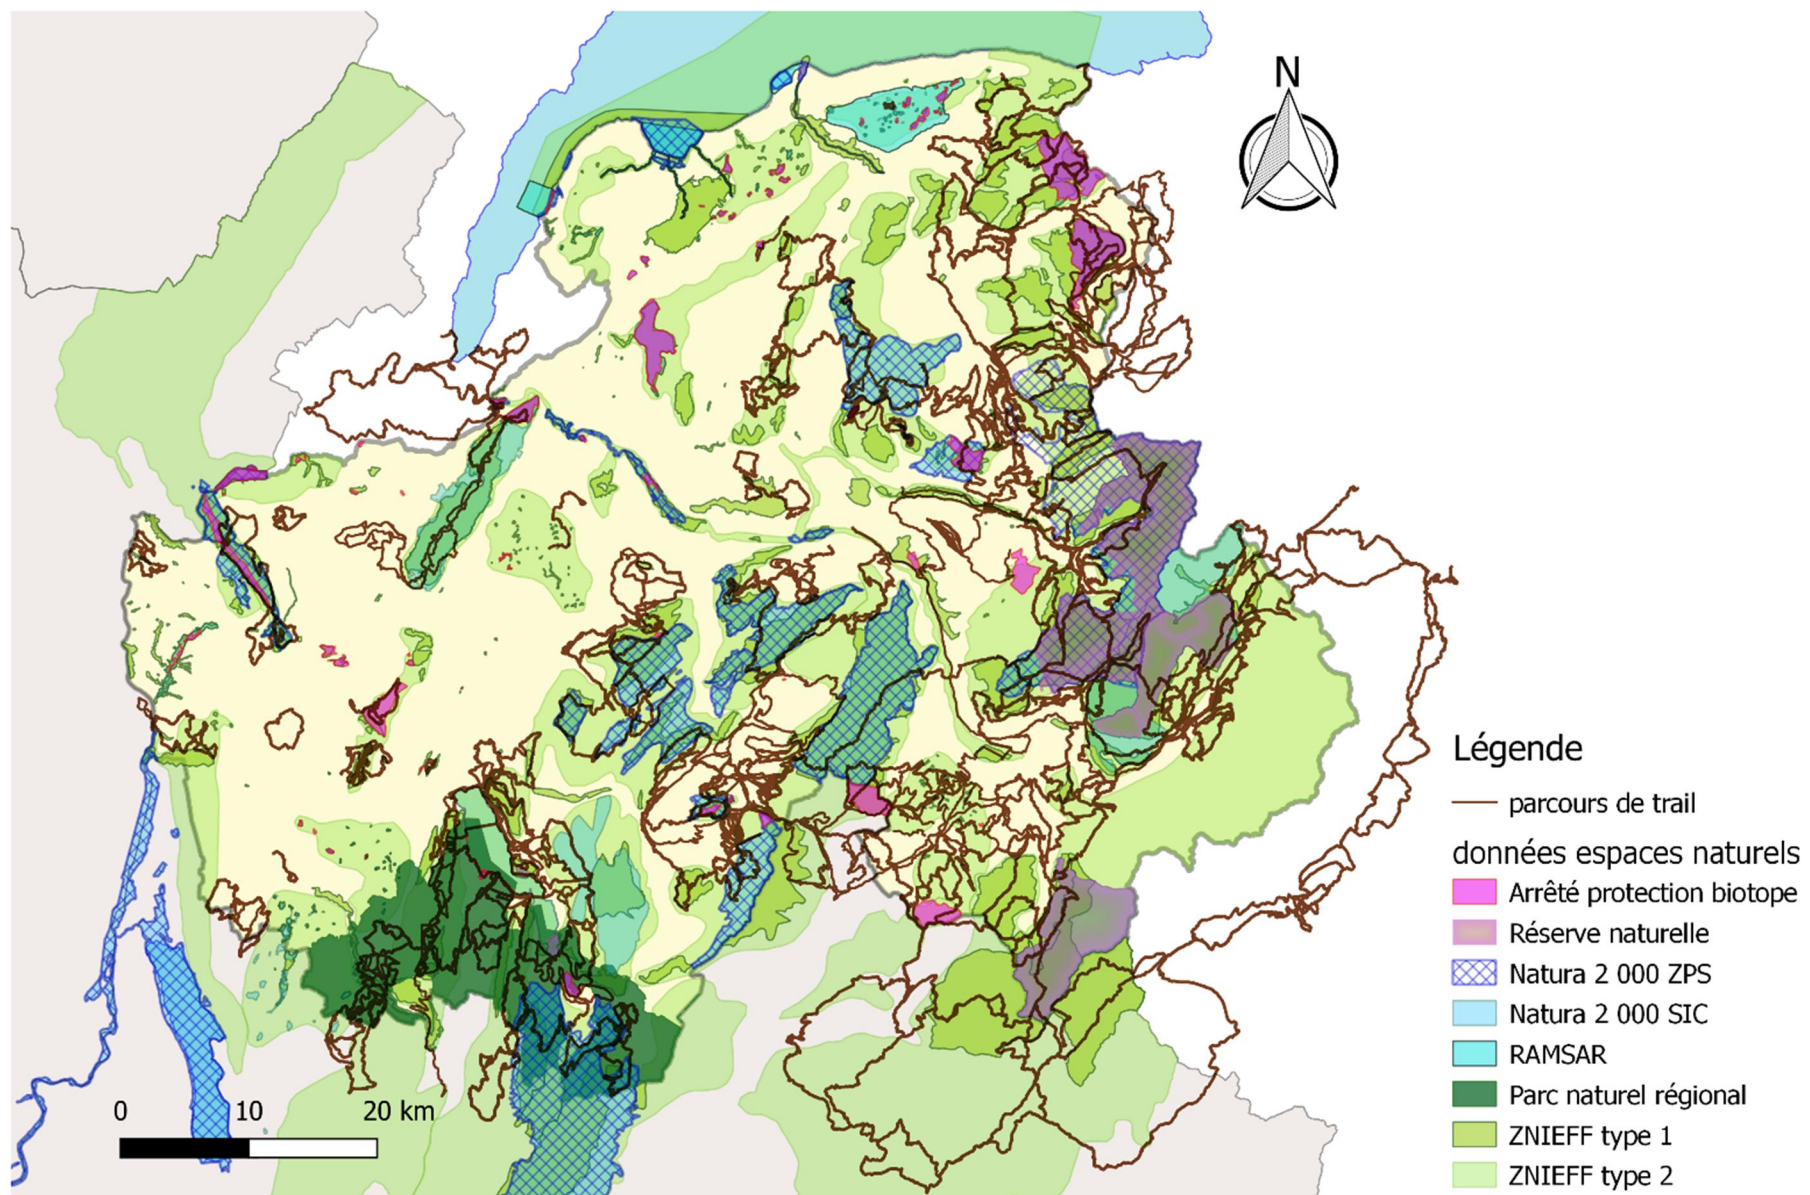 N
Légende
parcours de trail
données espaces naturels
Arrêté protection biotope
Réserve naturelle
Natura 2 000 ZPS
Natura 2 000 SIC
RAMSAR
Parc naturel régional
ZNIEFF type 1
ZNIEFF type 2
0 10 20 km